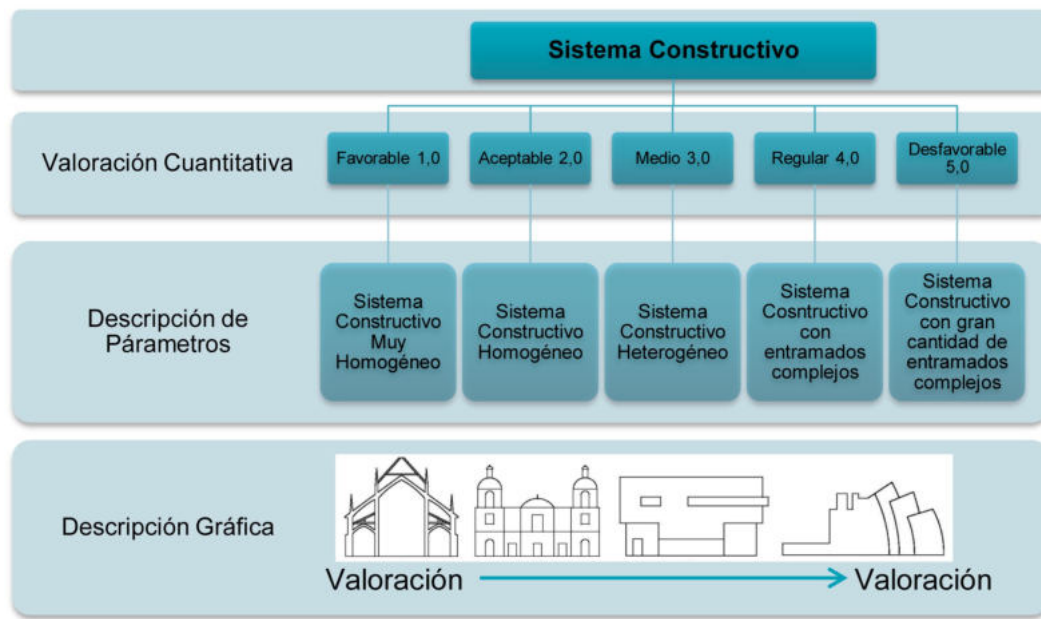 Sistema Constructivo
Valoración Cuantitativa
Favorable 1,0
Aceptable 2,0
Medio 3,0
Regular 4,0
Desfavorable
5,0
Descripción de
Párametros
Sistema
Constructivo
Muy
Homogéneo
Sistema
Constructivo
Homogéneo
Sistema
Constructivo
Heterogéneo
Sistema
Cosntructivo
con
entramados
complejos
Sistema
Constructivo
con gran
cantidad de
entramados
complejos
Descripción Gráfica
Valoración
Valoración